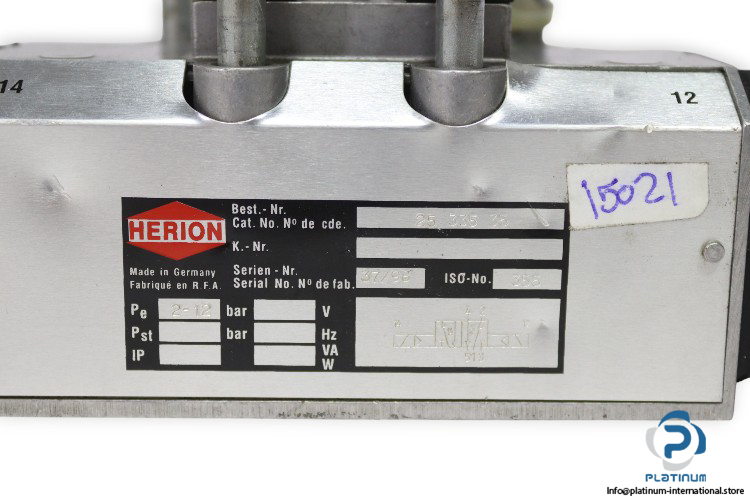 14
12
15021
HERION
Best.- Nr.
Cat. No. Nº de cde.
K.- Nr.
Made in Germany
Fabriqué en R.F.A.
Serien - Nr.
Serial No. Nº de fab.
ISO-No.
Pe 2-12 bar V
Pst bar Hz
IP VA
W
PLATINUM
Info@platinum-international.store